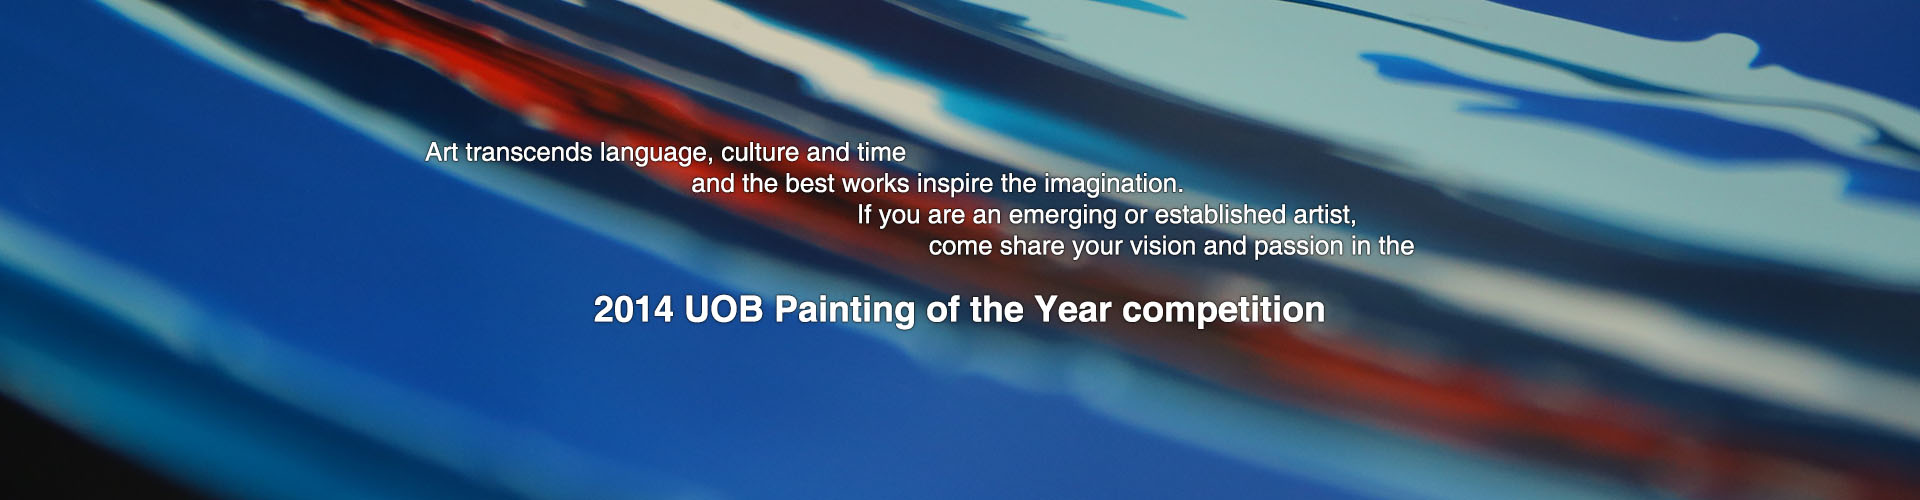 Art transcends language, culture and time
and the best works inspire the imagination.
If you are an emerging or established artist,
come share your vision and passion in the
2014 UOB Painting of the Year competition